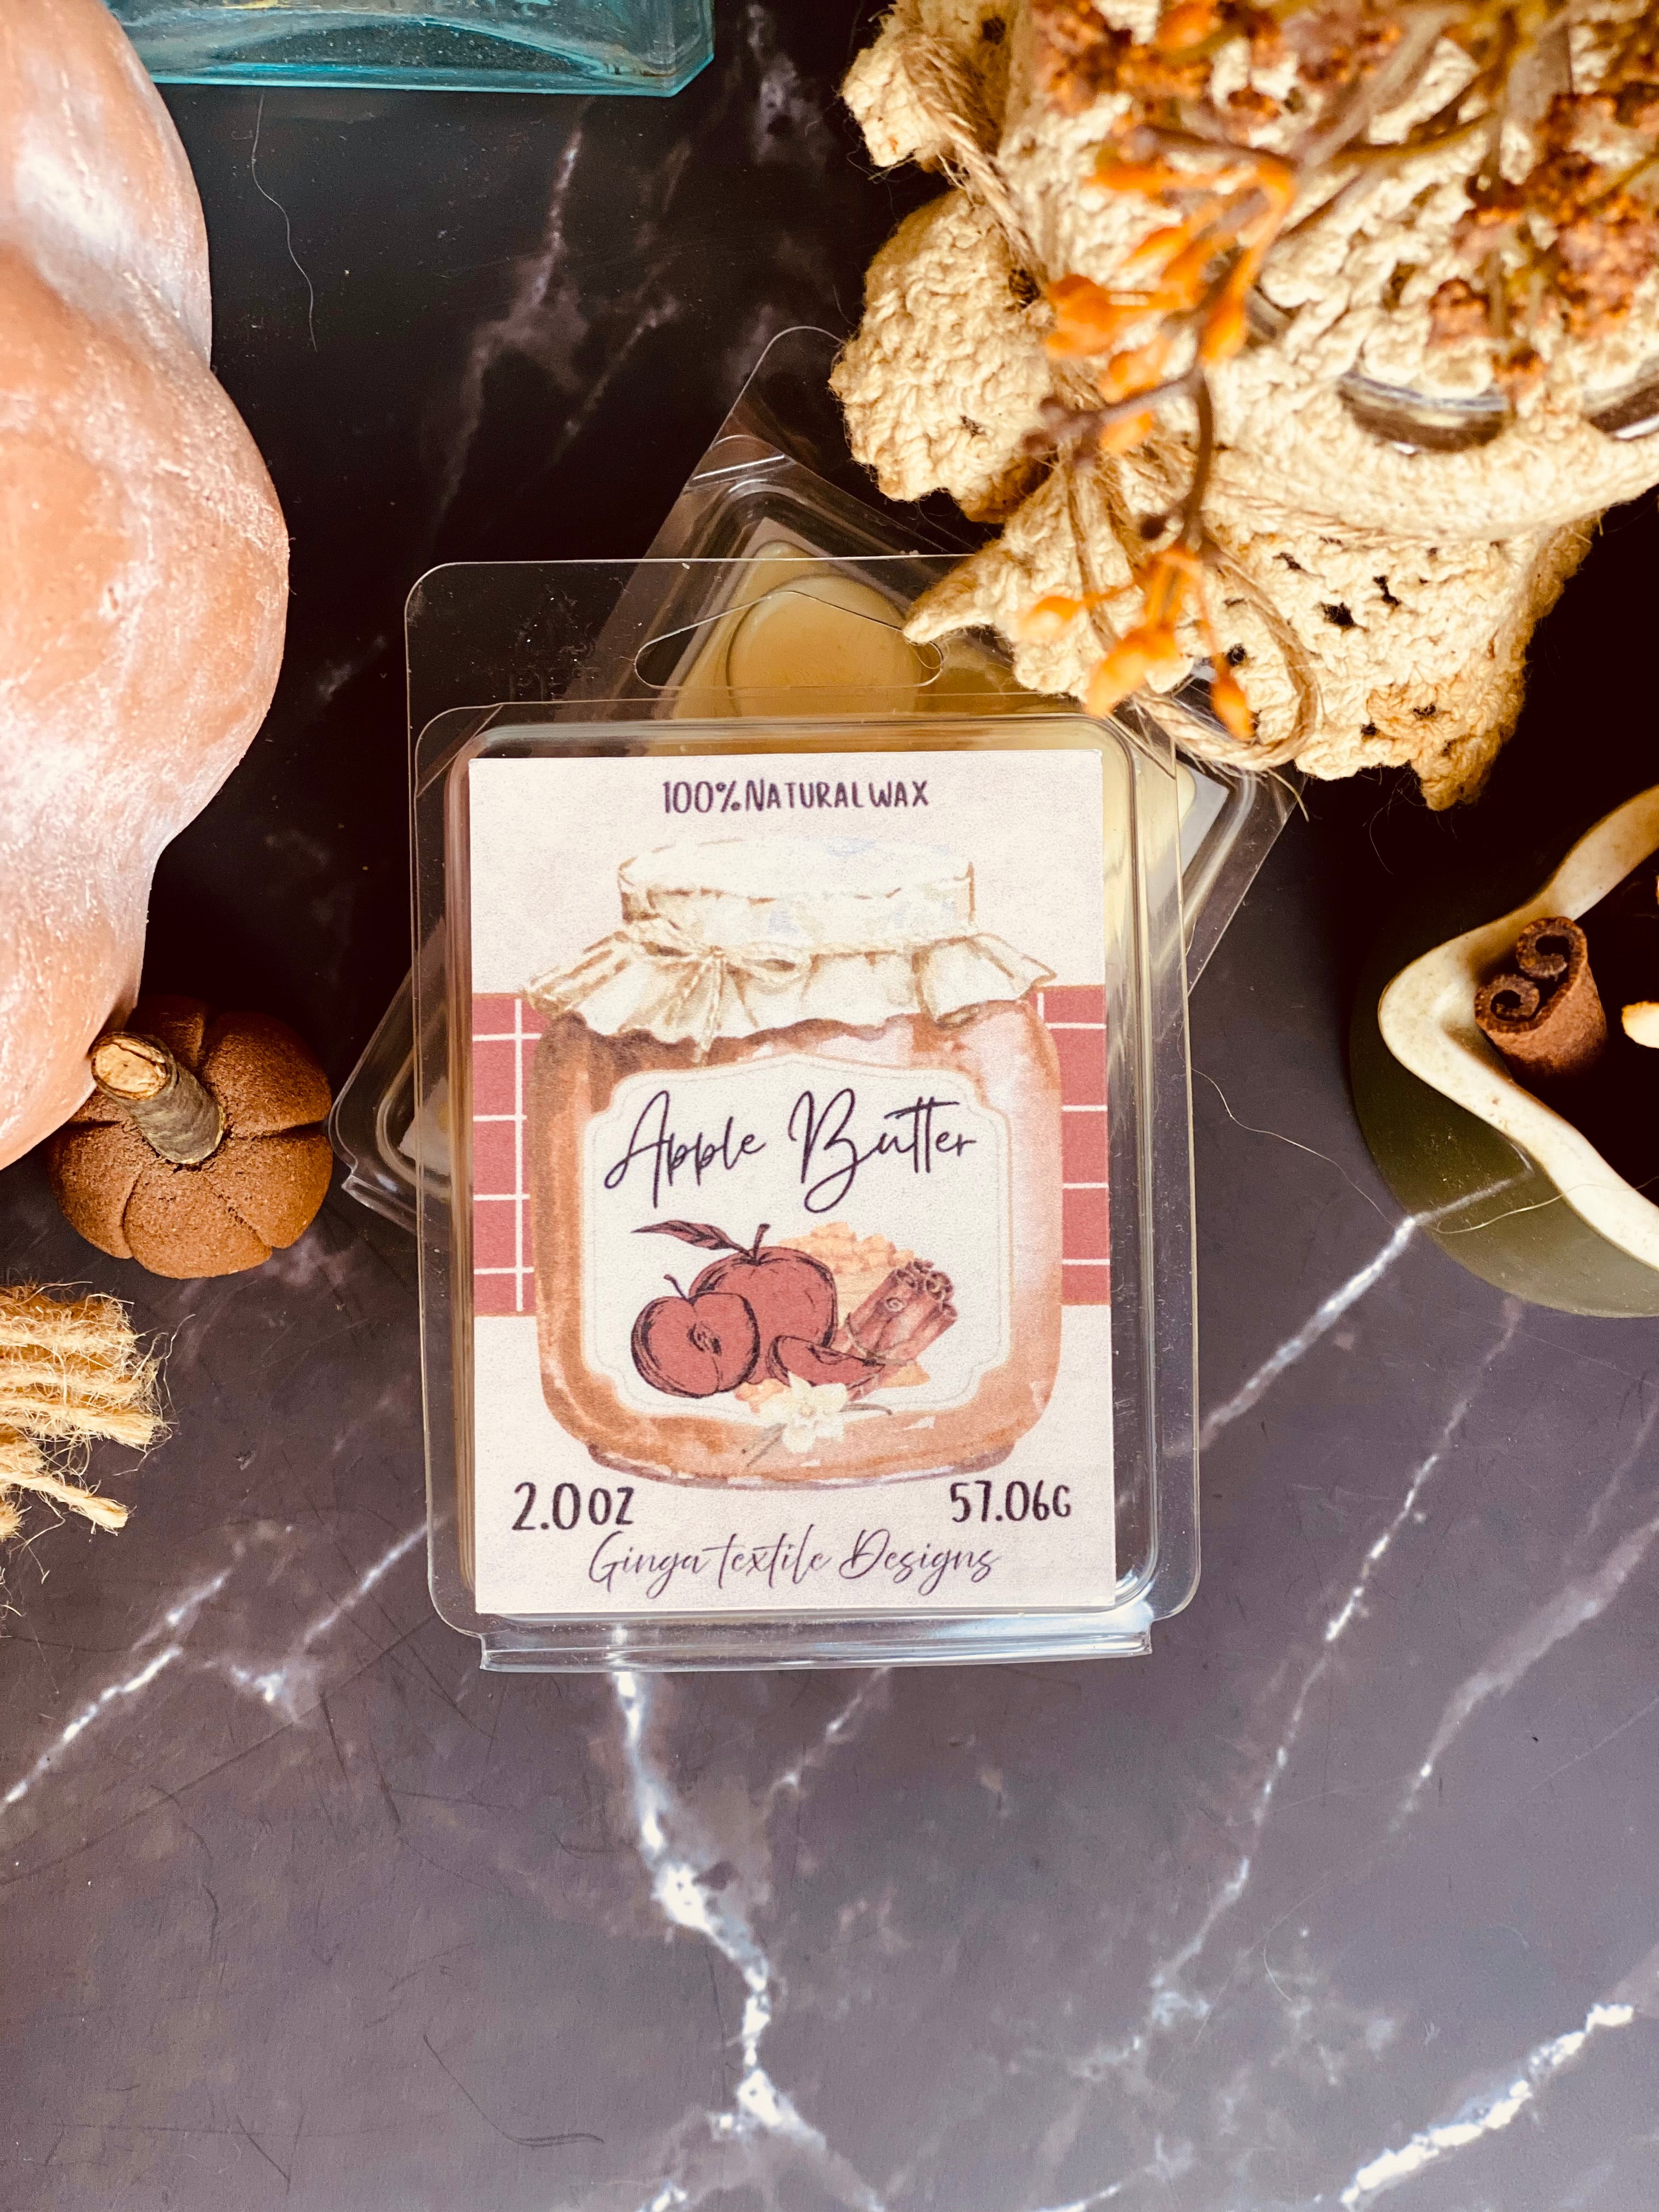 100% NATURAL WAX
Apple Butter
2.0 OZ 57.06G
Ginga textile Designs